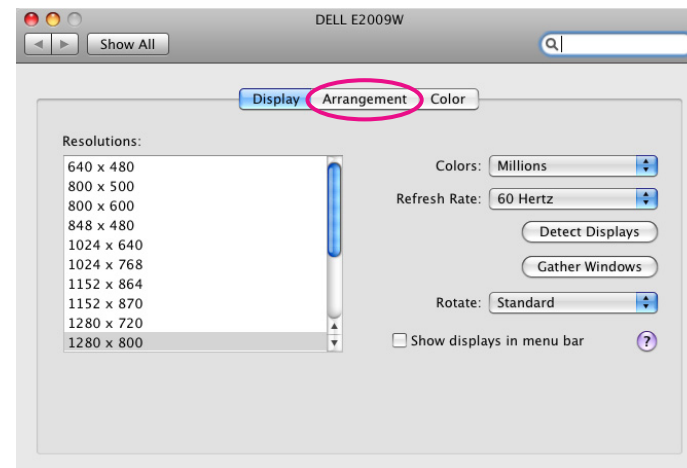 DELL E2009W
Show All
Display Arrangement Color
Resolutions:
640 x 480
800 x 500
800 x 600
848 x 480
1024 x 640
1024 x 768
1152 x 864
1152 x 870
1280 x 720
1280 x 800
Colors: Millions
Refresh Rate: 60 Hertz
Detect Displays
Gather Windows
Rotate: Standard
Show displays in menu bar ?